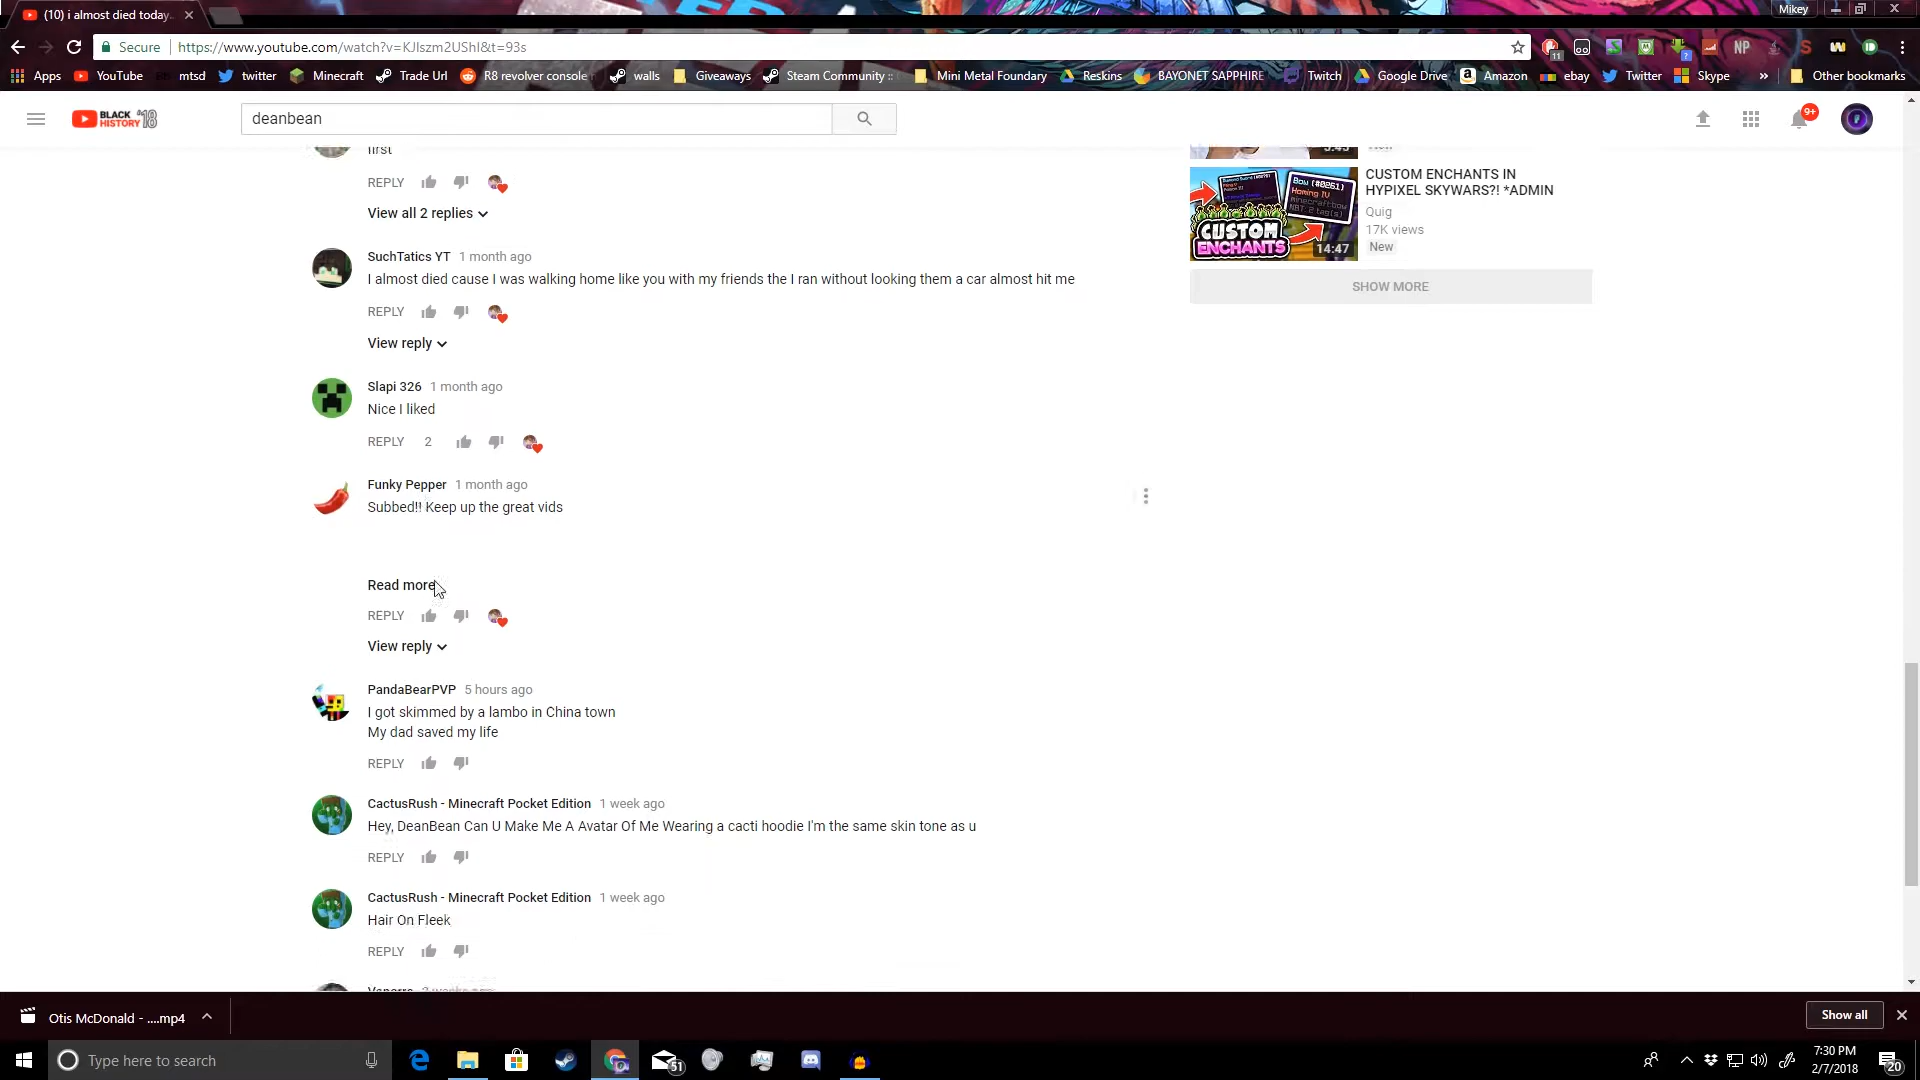 (10) i almost died today.
Mikey
Secure https://www.youtube.com/watch?v=KJIszm2UShI&t=93s
11
NP
Apps YouTube mtsd twitter Minecraft Trade Url R8 revolver console walls Giveaways Steam Community :: Mini Metal Foundary Reskins BAYONET SAPPHIRE Twitch Google Drive Amazon ebay Twitter Skype » Other bookmarks
BLACK HISTORY '18
deanbean
9+
first
REPLY
View all 2 replies
SuchTatics YT 1 month ago
I almost died cause I was walking home like you with my friends the I ran without looking them a car almost hit me
REPLY
View reply
Slapi 326 1 month ago
Nice I liked
REPLY 2
Funky Pepper 1 month ago
Subbed!! Keep up the great vids
Read more
REPLY
View reply
PandaBearPVP 5 hours ago
I got skimmed by a lambo in China town
My dad saved my life
REPLY
CactusRush - Minecraft Pocket Edition 1 week ago
Hey, DeanBean Can U Make Me A Avatar Of Me Wearing a cacti hoodie I'm the same skin tone as u
REPLY
CactusRush - Minecraft Pocket Edition 1 week ago
Hair On Fleek
REPLY
CUSTOM ENCHANTS
14:47
CUSTOM ENCHANTS IN
HYPIXEL SKYWARS?! *ADMIN
Quig
17K views
New
SHOW MORE
Otis McDonald - ....mp4
Show all
Type here to search
51
7:30 PM
2/7/2018
20